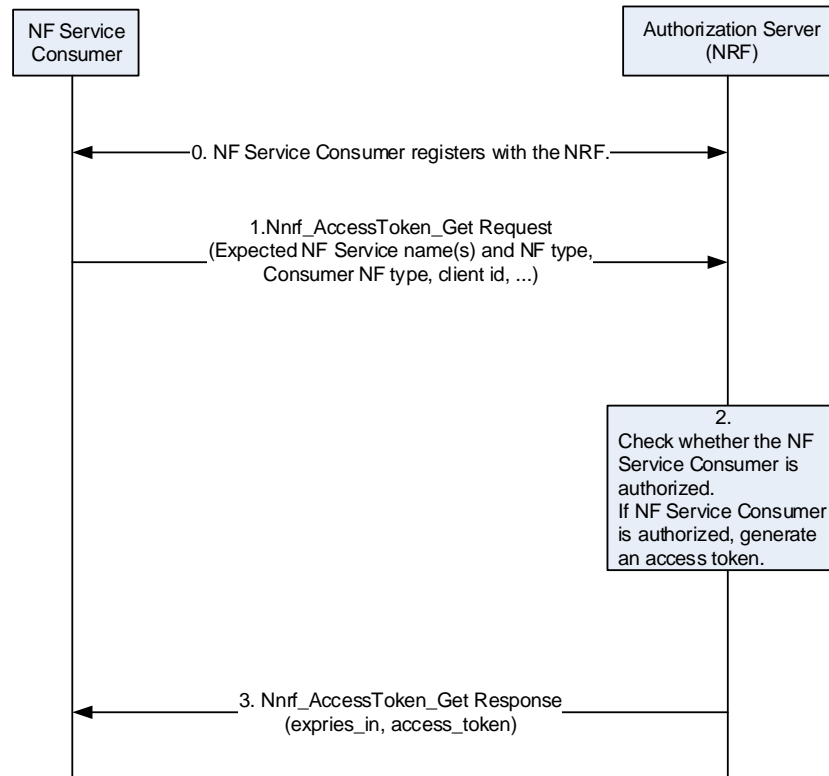 NF Service
Consumer
Authorization Server
(NRF)
0. NF Service Consumer registers with the NRF.
1.Nnrf_AccessToken_Get Request
(Expected NF Service name(s) and NF type,
Consumer NF type, client id, ...)
2.
Check whether the NF
Service Consumer is
authorized.
If NF Service Consumer
is authorized, generate
an access token.
3. Nnrf_AccessToken_Get Response
(expries_in, access_token)